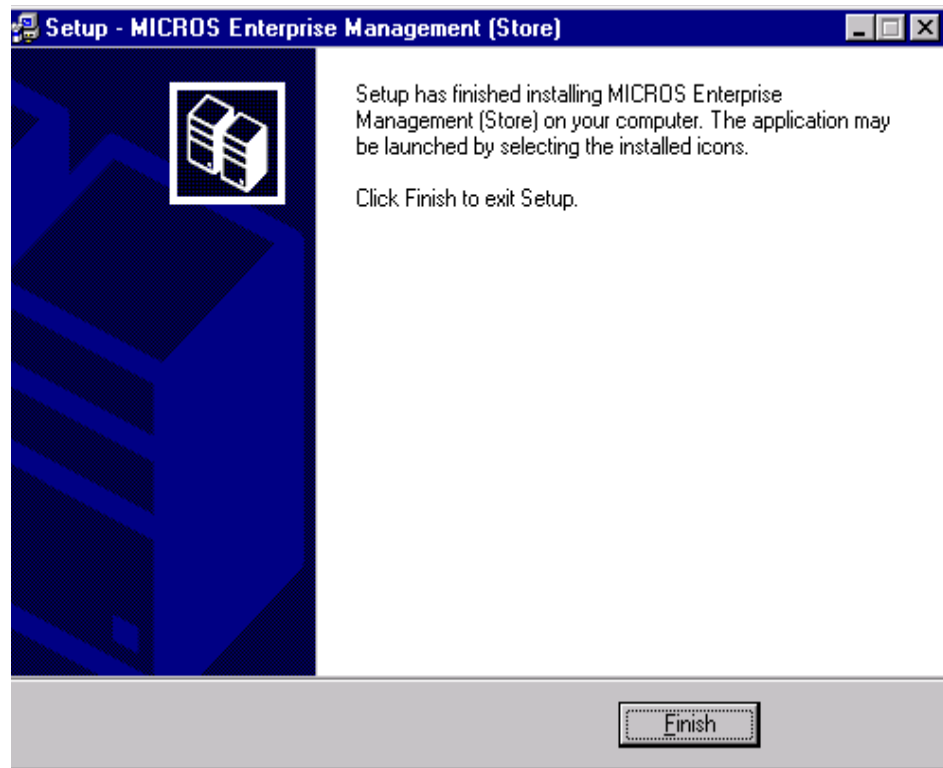 Setup - MICROS Enterprise Management (Store)
Setup has finished installing MICROS Enterprise
Management (Store) on your computer. The application may
be launched by selecting the installed icons.
Click Finish to exit Setup.
Finish